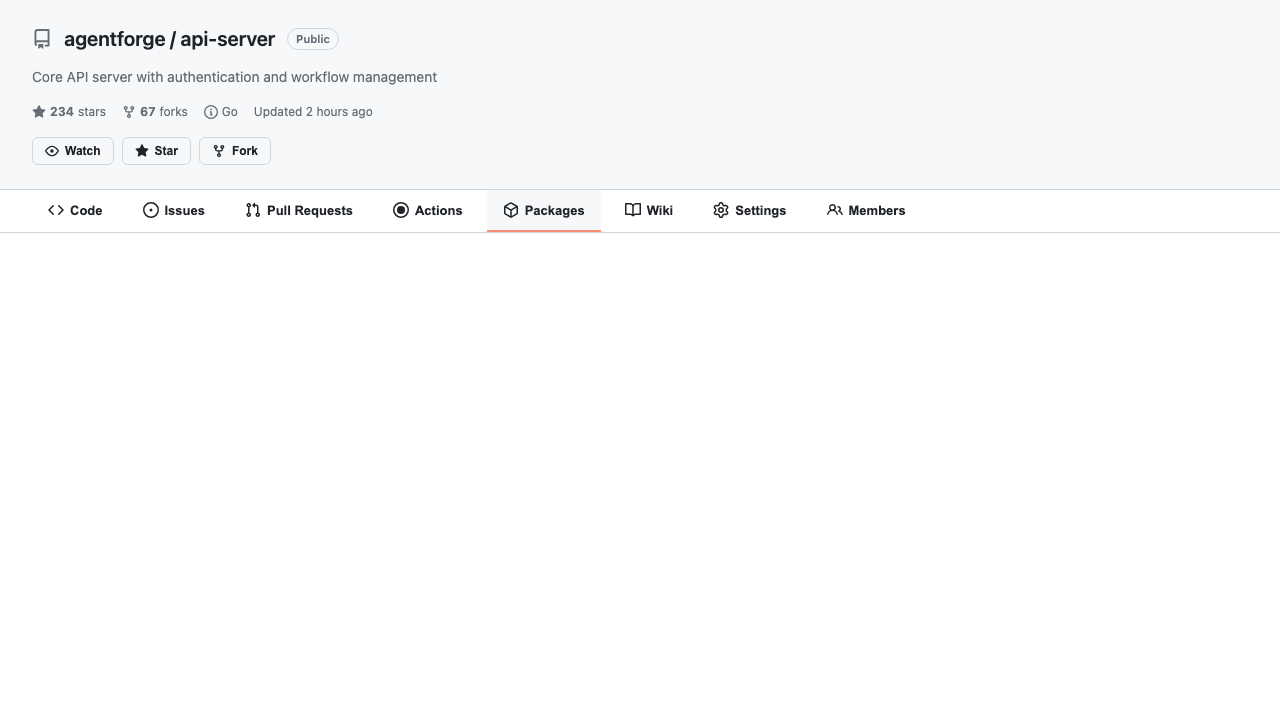 agentforge / api-server Public
Core API server with authentication and workflow management
234 stars 67 forks Go Updated 2 hours ago
Watch Star Fork
Code Issues Pull Requests Actions Packages Wiki Settings Members